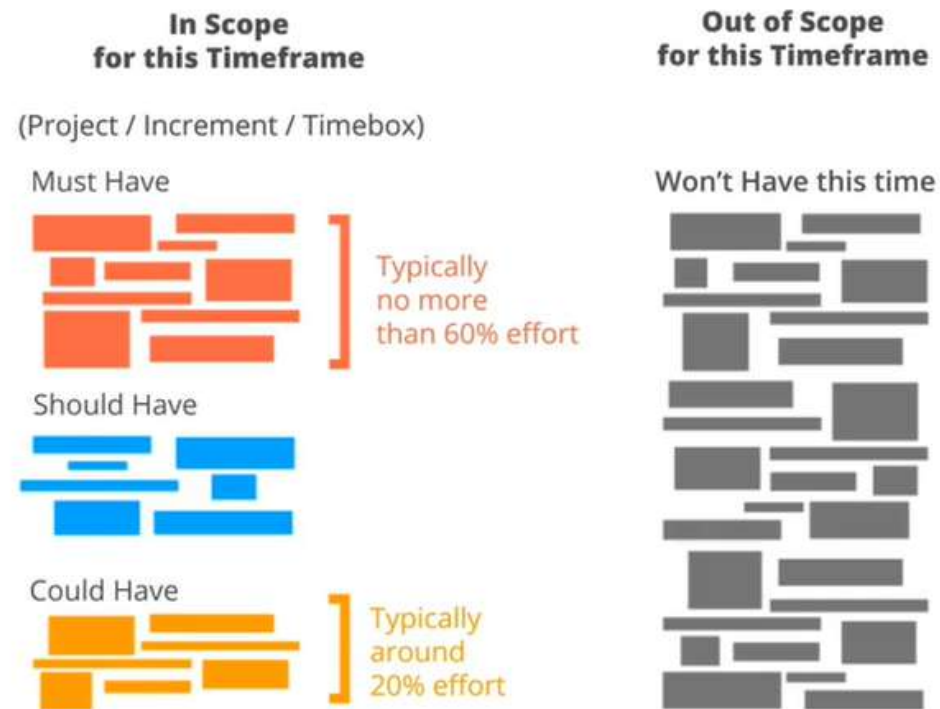 In Scope
for this Timeframe
(Project / Increment / Timebox)
Must Have
Typically
no more
than 60% effort
Should Have
Could Have
Typically
around
20% effort
Out of Scope
for this Timeframe
Won’t Have this time